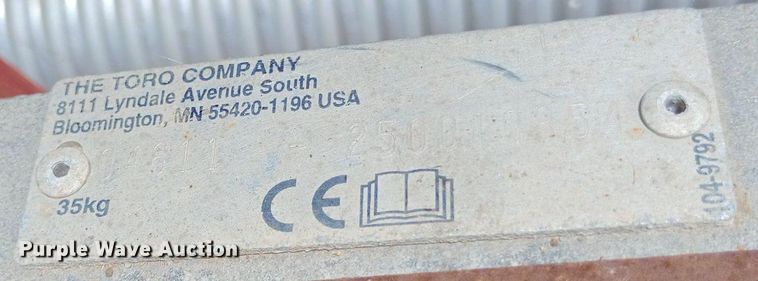 THE TORO COMPANY
8111 Lyndale Avenue South
Bloomington, MN 55420-1196 USA
35kg
CE
104-9792
Purple Wave Auction